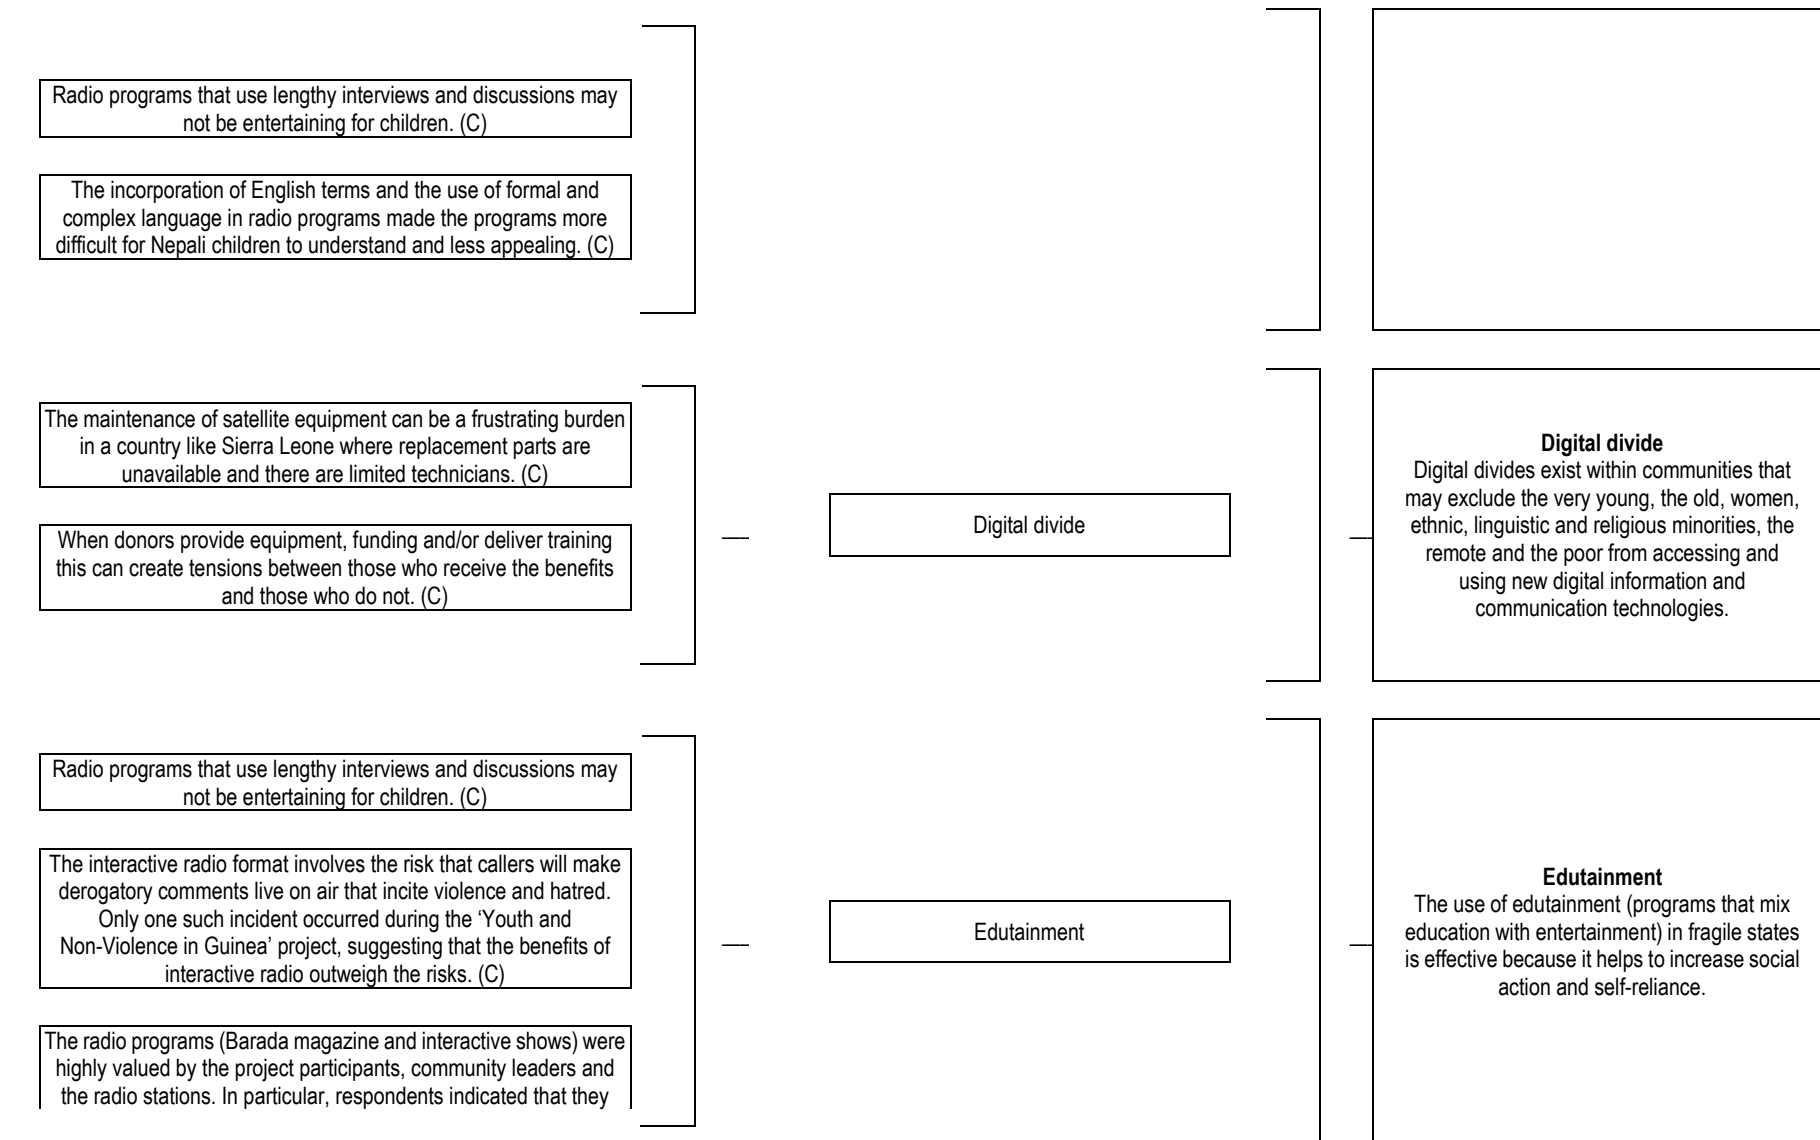 Radio programs that use lengthy interviews and discussions may
not be entertaining for children. (C)
The incorporation of English terms and the use of formal and
complex language in radio programs made the programs more
difficult for Nepali children to understand and less appealing. (C)
The maintenance of satellite equipment can be a frustrating burden
in a country like Sierra Leone where replacement parts are
unavailable and there are limited technicians. (C)
When donors provide equipment, funding and/or deliver training
this can create tensions between those who receive the benefits
and those who do not. (C)
Digital divide
Digital divide
Digital divides exist within communities that
may exclude the very young, the old, women,
ethnic, linguistic and religious minorities, the
remote and the poor from accessing and
using new digital information and
communication technologies.
Radio programs that use lengthy interviews and discussions may
not be entertaining for children. (C)
The interactive radio format involves the risk that callers will make
derogatory comments live on air that incite violence and hatred.
Only one such incident occurred during the ‘Youth and
Non-Violence in Guinea’ project, suggesting that the benefits of
interactive radio outweigh the risks. (C)
The radio programs (Barada magazine and interactive shows) were
highly valued by the project participants, community leaders and
the radio stations. In particular, respondents indicated that they
Edutainment
Edutainment
The use of edutainment (programs that mix
education with entertainment) in fragile states
is effective because it helps to increase social
action and self-reliance.